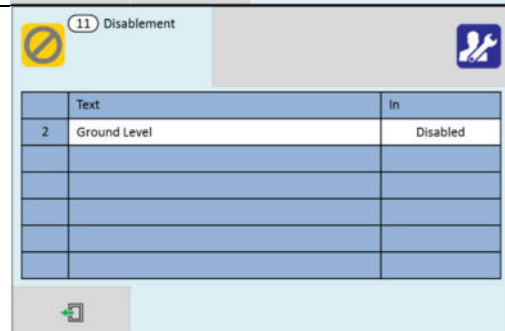 (11) Disablement
Text In
2 Ground Level Disabled